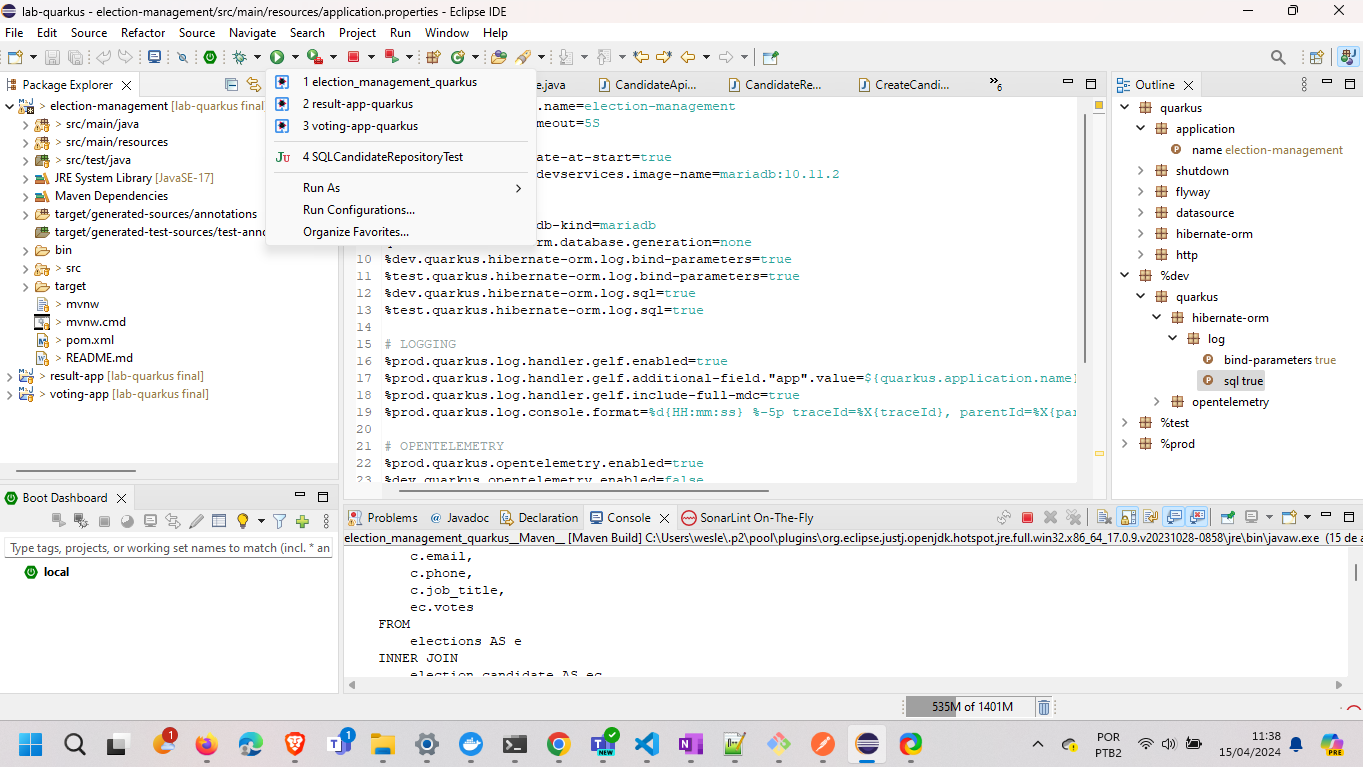 lab-quarkus - election-management/src/main/resources/application.properties - Eclipse IDE
File Edit Source Refactor Source Navigate Search Project Run Window Help
Package Explorer
election-management [lab-quarkus final
> src/main/java
> src/main/resources
> src/test/java
JRE System Library [JavaSE-17]
Maven Dependencies
target/generated-sources/annotations
target/generated-test-sources/test-anno
bin
> src
target
> mvnw
> mvnw.cmd
> pom.xml
> README.md
> result-app [lab-quarkus final]
> voting-app [lab-quarkus final]
1 election_management_quarkus
2 result-app-quarkus
3 voting-app-quarkus
4 SQLCandidateRepositoryTest
Run As
Run Configurations...
Organize Favorites...
e.java
CandidateApi...
CandidateRe...
CreateCandi...
»6
.name=election-management
meout=5S
ate-at-start=true
devservices.image-name=mariadb:10.11.2
db-kind=mariadb
rm.database.generation=none
10 %dev.quarkus.hibernate-orm.log.bind-parameters=true
11 %test.quarkus.hibernate-orm.log.bind-parameters=true
12 %dev.quarkus.hibernate-orm.log.sql=true
13 %test.quarkus.hibernate-orm.log.sql=true
14
15 # LOGGING
16 %prod.quarkus.log.handler.gelf.enabled=true
17 %prod.quarkus.log.handler.gelf.additional-field."app".value=${quarkus.application.name}
18 %prod.quarkus.log.handler.gelf.include-full-mdc=true
19 %prod.quarkus.log.console.format=%d{HH:mm:ss} %-5p traceId=%X{traceId}, parentId=%X{par
20
21 # OPENTELEMETRY
22 %prod.quarkus.opentelemetry.enabled=true
23 %dev.quarkus.opentelemetry.enabled=false
Outline
quarkus
application
name election-management
shutdown
flyway
datasource
hibernate-orm
http
%dev
quarkus
hibernate-orm
log
bind-parameters true
sql true
opentelemetry
%test
%prod
Boot Dashboard
Type tags, projects, or working set names to match (incl. * an
local
Problems
@ Javadoc
Declaration
Console
SonarLint On-The-Fly
election_management_quarkus__Maven__ [Maven Build] C:\Users\wesle\.p2\pool\plugins\org.eclipse.justj.openjdk.hotspot.jre.full.win32.x86_64_17.0.9.v20231028-0858\jre\bin\javaw.exe (15 de a
c.email,
c.phone,
c.job_title,
ec.votes
FROM
elections AS e
INNER JOIN
election_candidate AS ec
535M of 1401M
1
1
NEW
POR
PTB2
11:38
15/04/2024
PRE